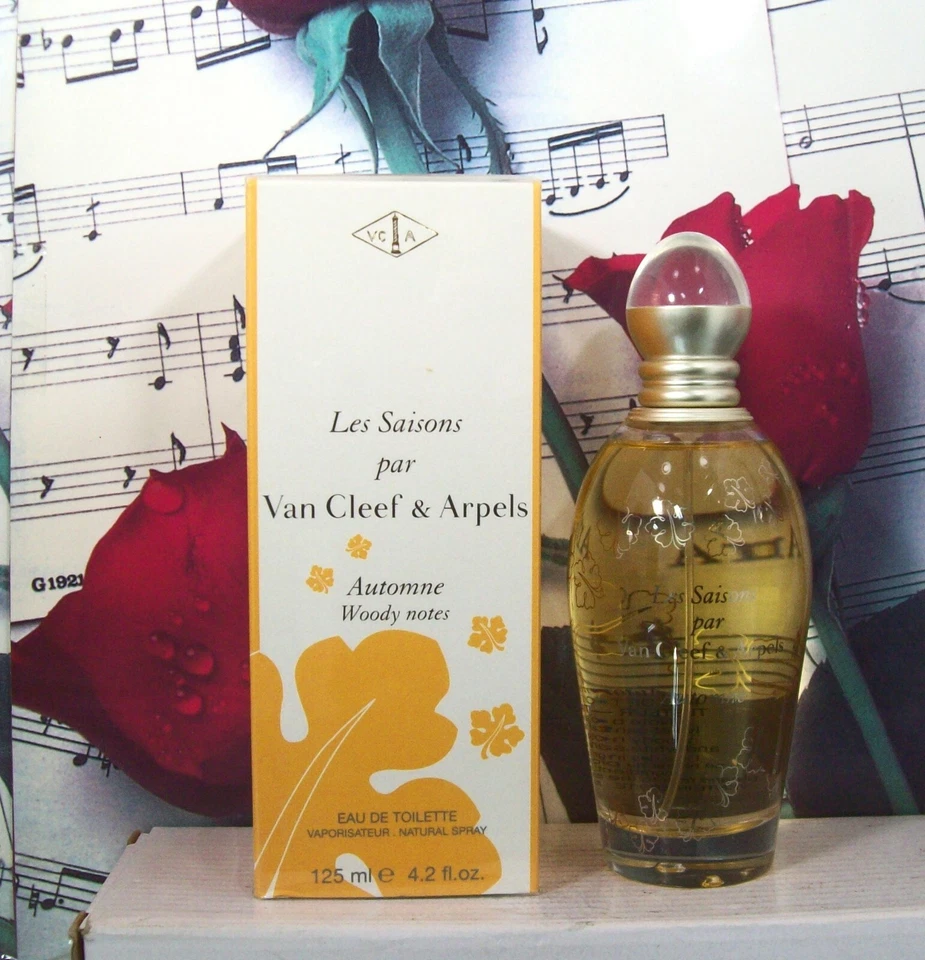 VC A
Les Saisons
par
Van Cleef & Arpels
Automne
Woody notes
EAU DE TOILETTE
VAPORISATEUR . NATURAL SPRAY
125 ml e 4.2 fl.oz.
G1921
Les Saisons
par
Van Cleef & Arpels